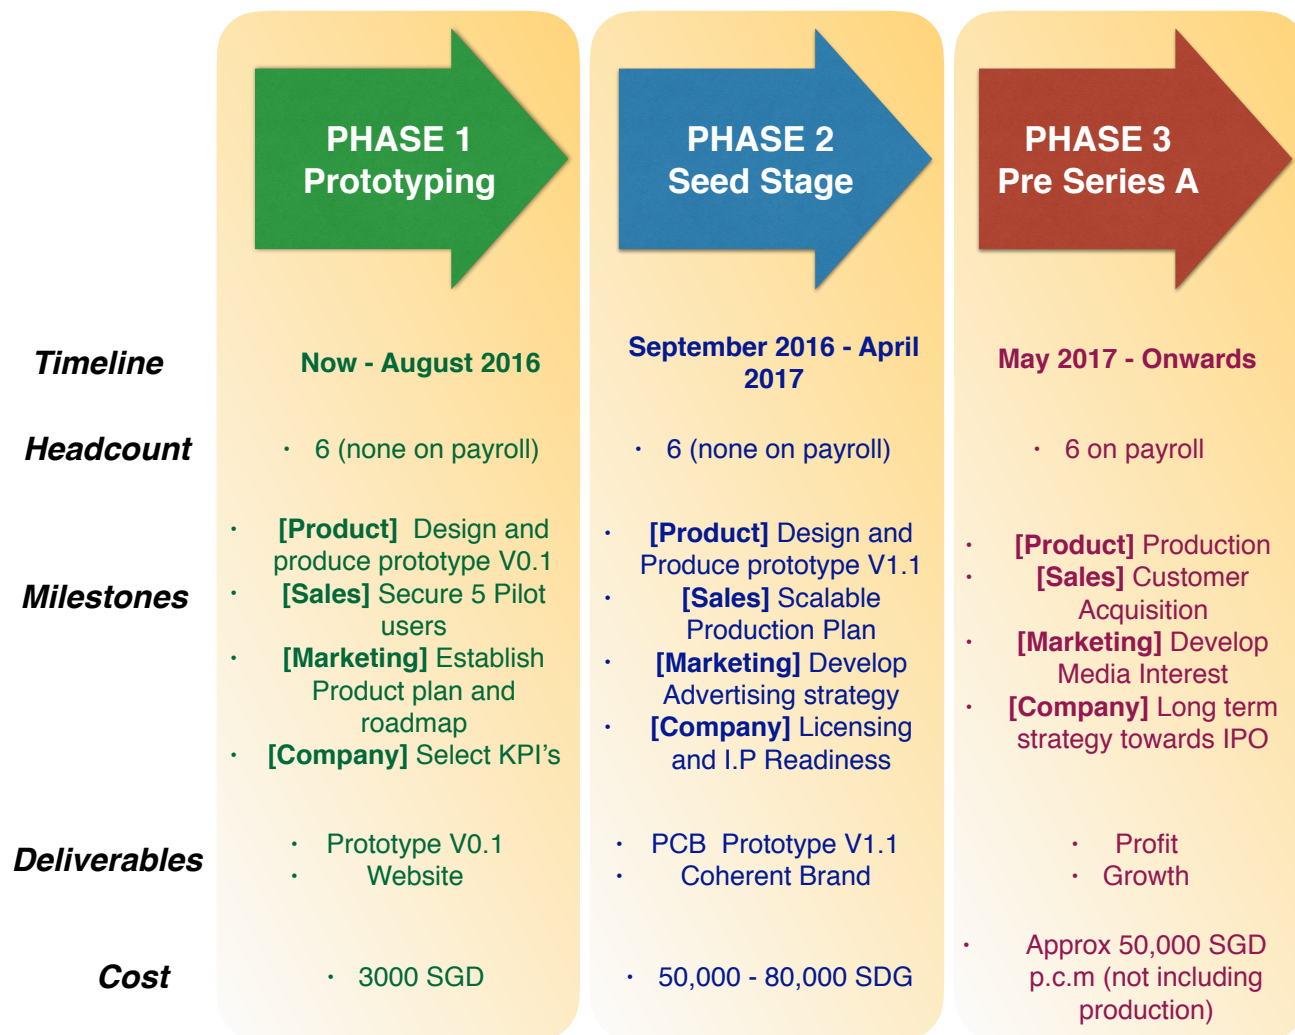 PHASE 1
Prototyping
PHASE 2
Seed Stage
PHASE 3
Pre Series A
Timeline
Now - August 2016
September 2016 - April
2017
May 2017 - Onwards
Headcount
· 6 (none on payroll)
· 6 (none on payroll)
· 6 on payroll
Milestones
· [Product] Design and
produce prototype V0.1
· [Sales] Secure 5 Pilot
users
· [Marketing] Establish
Product plan and
roadmap
· [Company] Select KPI's
· [Product] Design and
Produce prototype V1.1
· [Sales] Scalable
Production Plan
· [Marketing] Develop
Advertising strategy
· [Company] Licensing
and I.P Readiness
· [Product] Production
· [Sales] Customer
Acquisition
· [Marketing] Develop
Media Interest
· [Company] Long term
strategy towards IPO
Deliverables
· Prototype V0.1
· Website
· PCB Prototype V1.1
· Coherent Brand
· Profit
· Growth
Cost
· 3000 SGD
· 50,000 - 80,000 SDG
· Approx 50,000 SGD
p.c.m (not including
production)